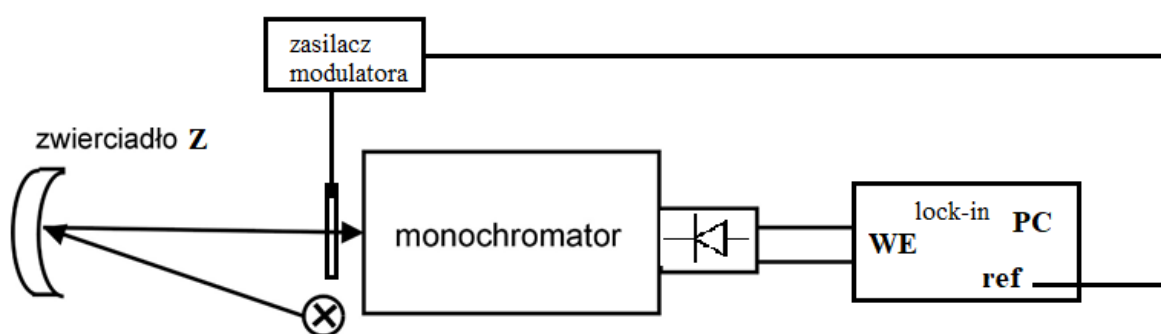 zasilacz
modulatora
zwierciadło Z
monochromator
lock-in
PC
WE
ref